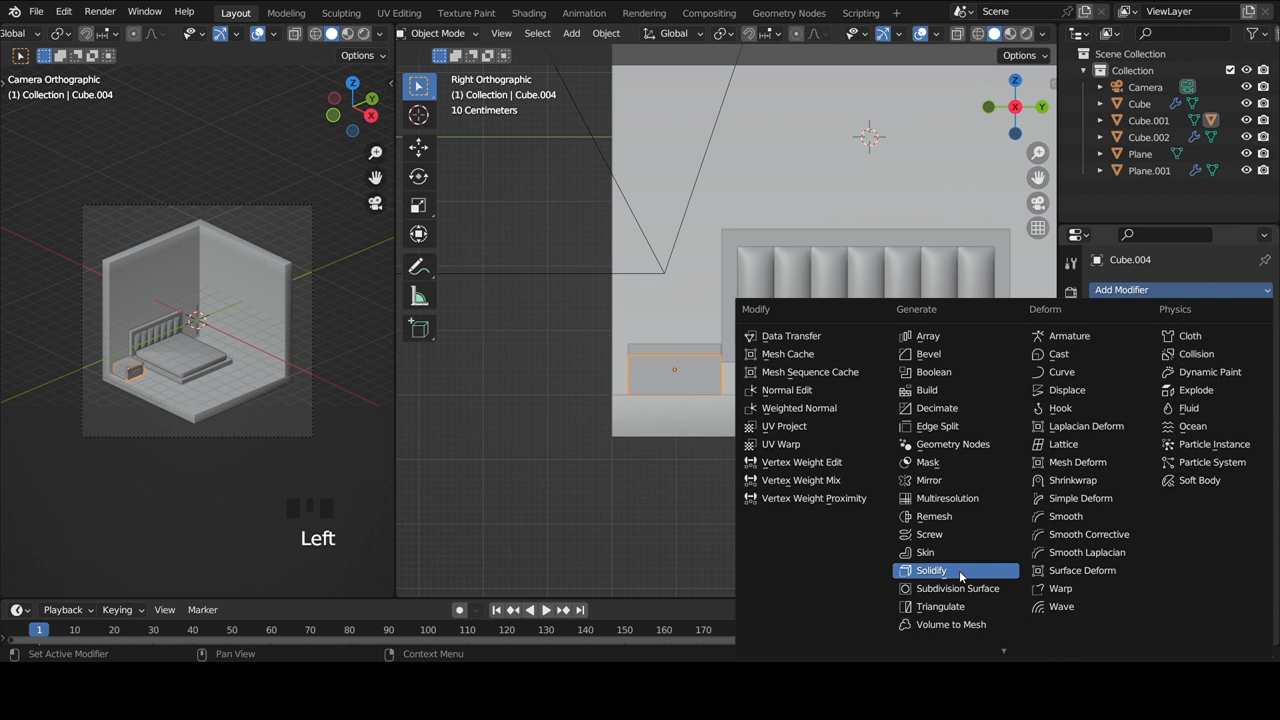 File Edit Render Window Help Layout Modeling Sculpting UV Editing Texture Paint Shading Animation Rendering Compositing Geometry Nodes Scripting Scene ViewLayer
Global Object Mode View Select Add Object Global
Options Options
Camera Orthographic
(1) Collection | Cube.004
Right Orthographic
(1) Collection | Cube.004
10 Centimeters
Z
Y
X
Z
X
Y
Scene Collection
Collection
Camera
Cube
Cube.001
Cube.002
Plane
Plane.001
Cube.004
Add Modifier
Modify Generate Deform Physics
Data Transfer Array Armature Cloth
Mesh Cache Bevel Cast Collision
Mesh Sequence Cache Boolean Curve Dynamic Paint
Normal Edit Build Displace Explode
Weighted Normal Decimate Hook Fluid
UV Project Edge Split Laplacian Deform Ocean
UV Warp Geometry Nodes Lattice Particle Instance
Vertex Weight Edit Mask Mesh Deform Particle System
Vertex Weight Mix Mirror Shrinkwrap Soft Body
Vertex Weight Proximity Multiresolution Simple Deform
Remesh Smooth
Screw Smooth Corrective
Skin Smooth Laplacian
Solidify Surface Deform
Subdivision Surface Warp
Triangulate Wave
Volume to Mesh
Left
Playback Keying View Marker
1 10 20 30 40 50 60 70 80 90 100 110 120 130 140 150 160 170
Set Active Modifier Pan View Context Menu